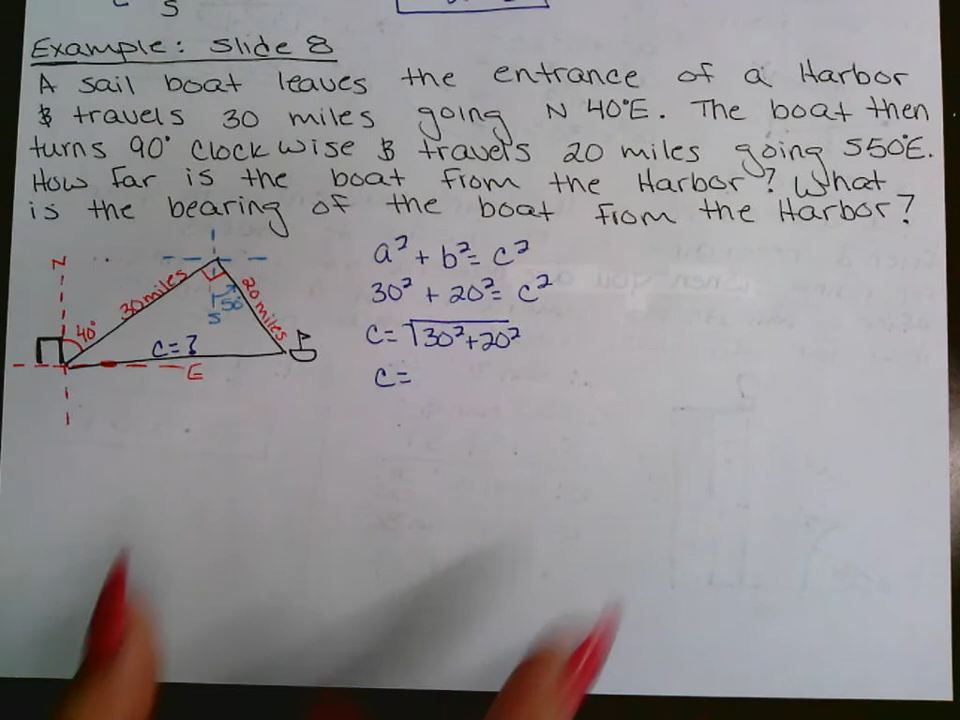 S
Example: Slide 8
A sail boat leaves the entrance of a Harbor
& travels 30 miles going N 40°E. The boat then
turns 90° clockwise & travels 20 miles going S50°E.
How far is the boat from the Harbor? What
is the bearing of the boat from the Harbor?
N
40°
30 miles
S
50°
20 miles
c=?
E
a² + b² = c²
30² + 20² = c²
c= √30²+20²
c=